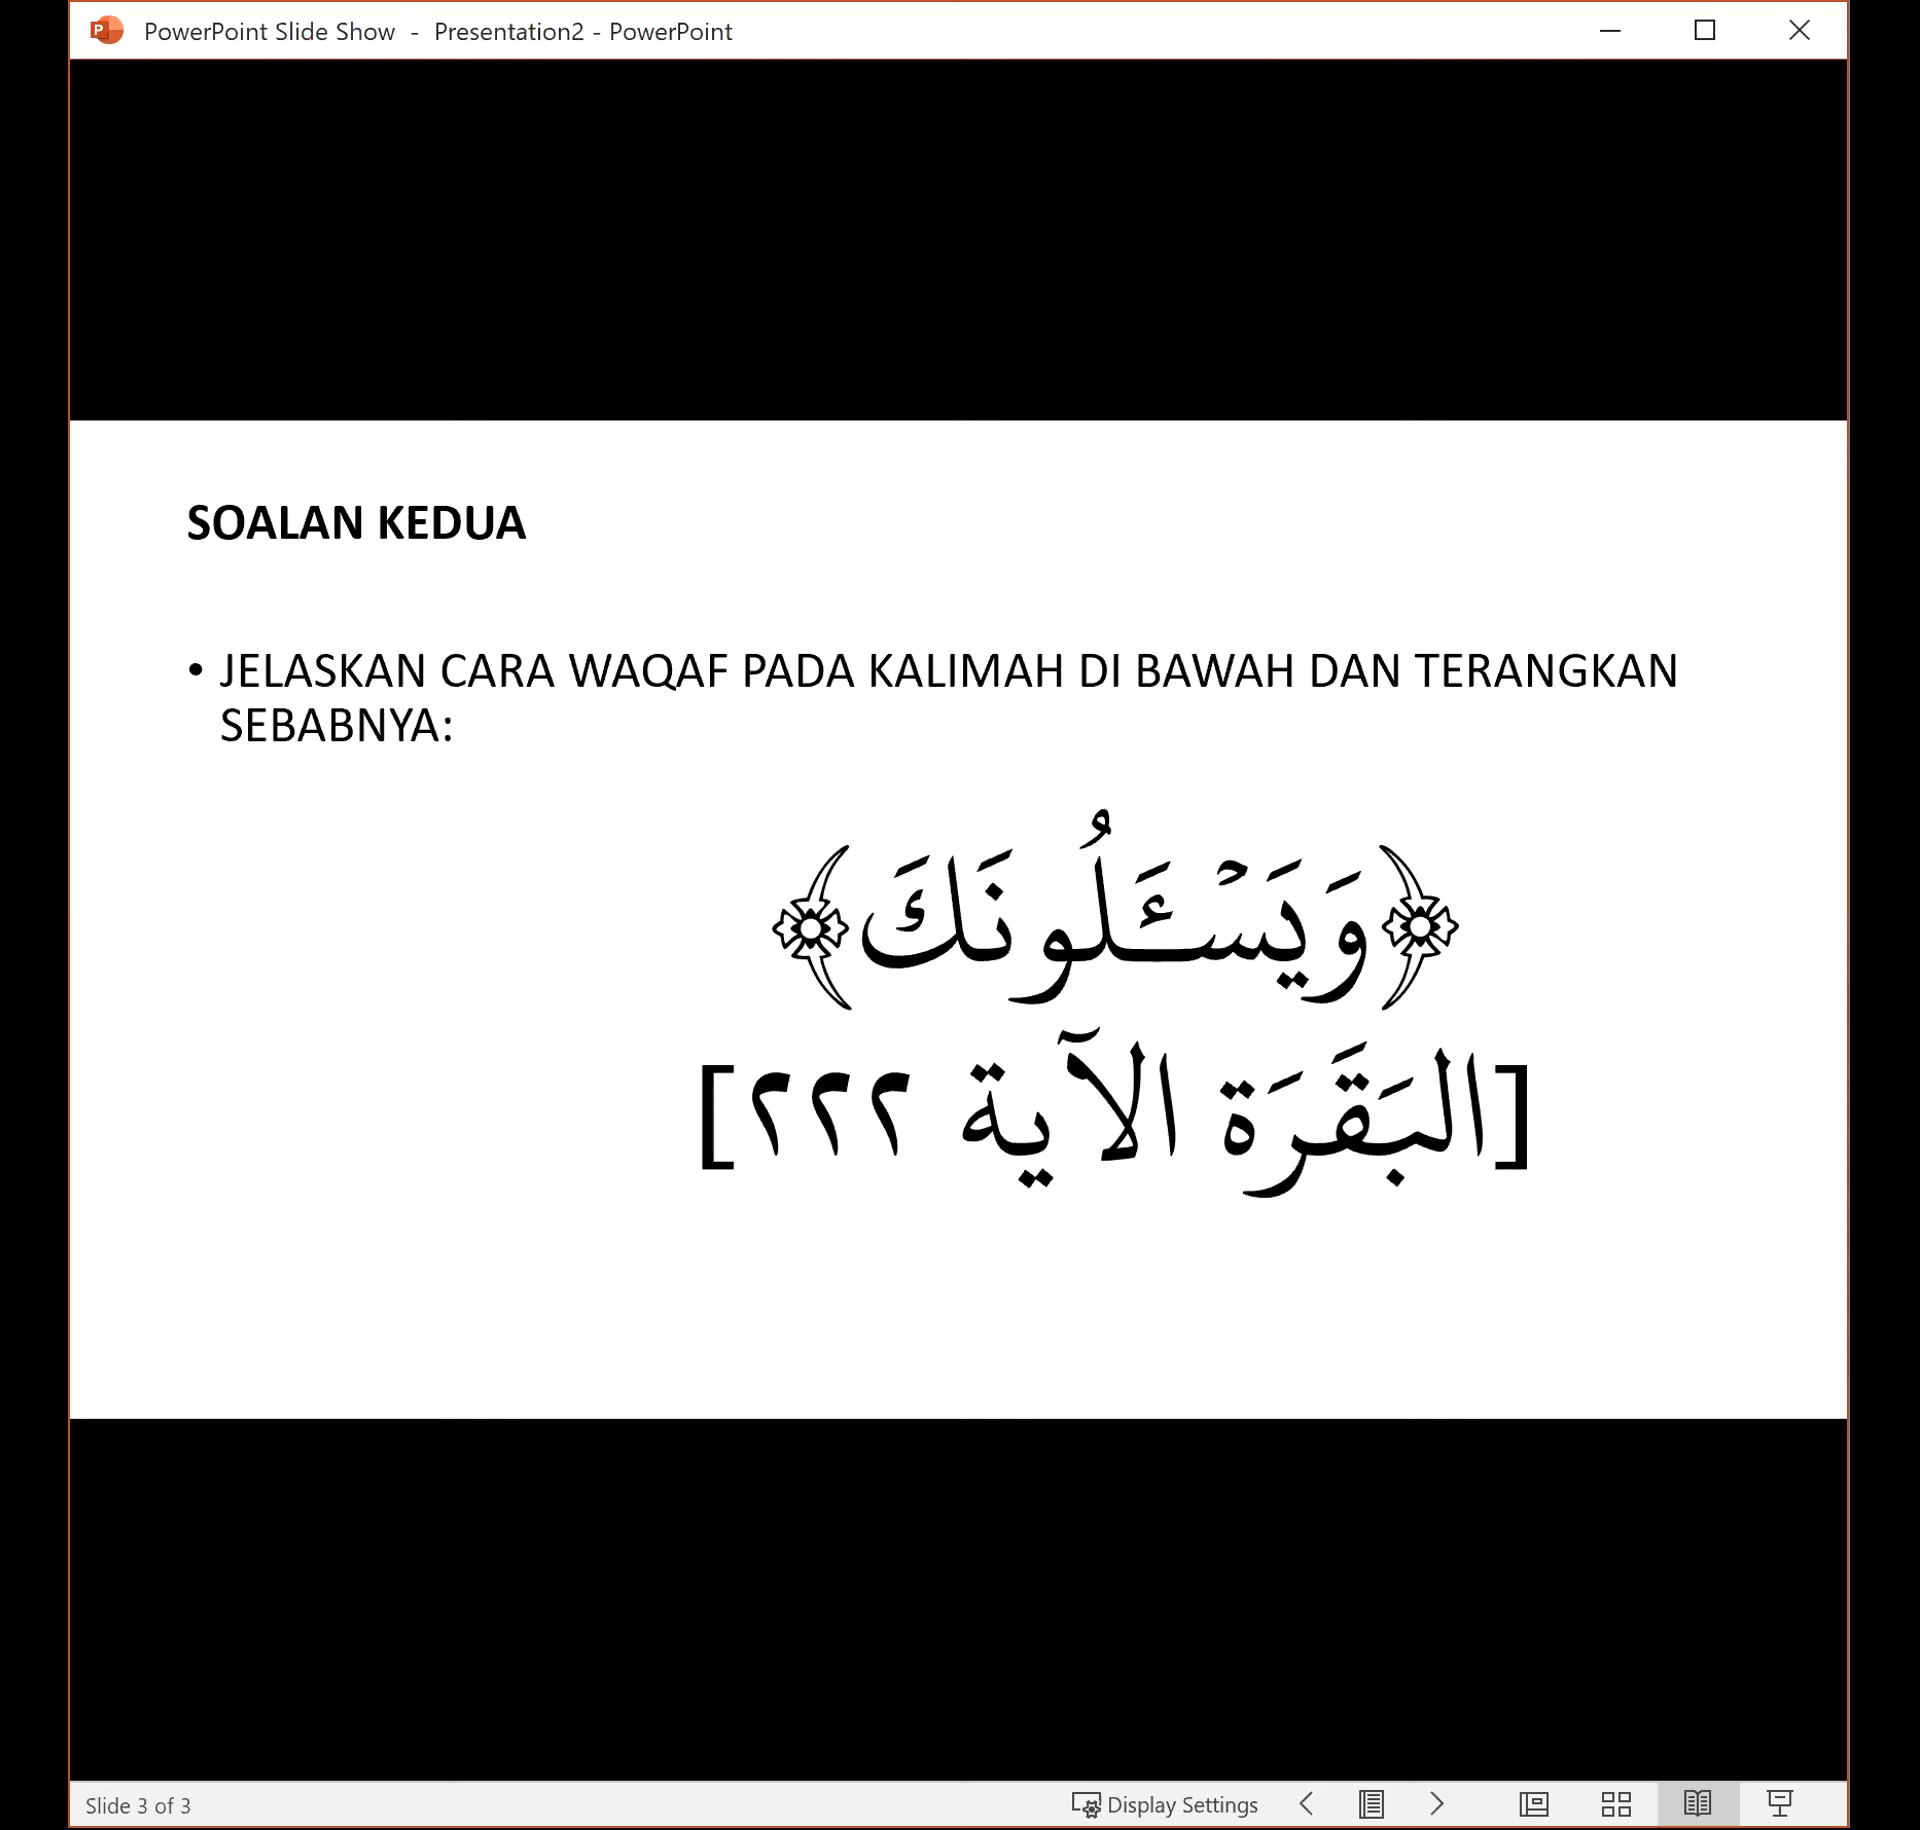 PowerPoint Slide Show - Presentation2 - PowerPoint
SOALAN KEDUA
• JELASKAN CARA WAQAF PADA KALIMAH DI BAWAH DAN TERANGKAN
SEBABNYA:
﴿وَيَسۡـَٔلُونَكَ﴾
[البَقَرَة الآية ٢٢٢]
Slide 3 of 3
Display Settings